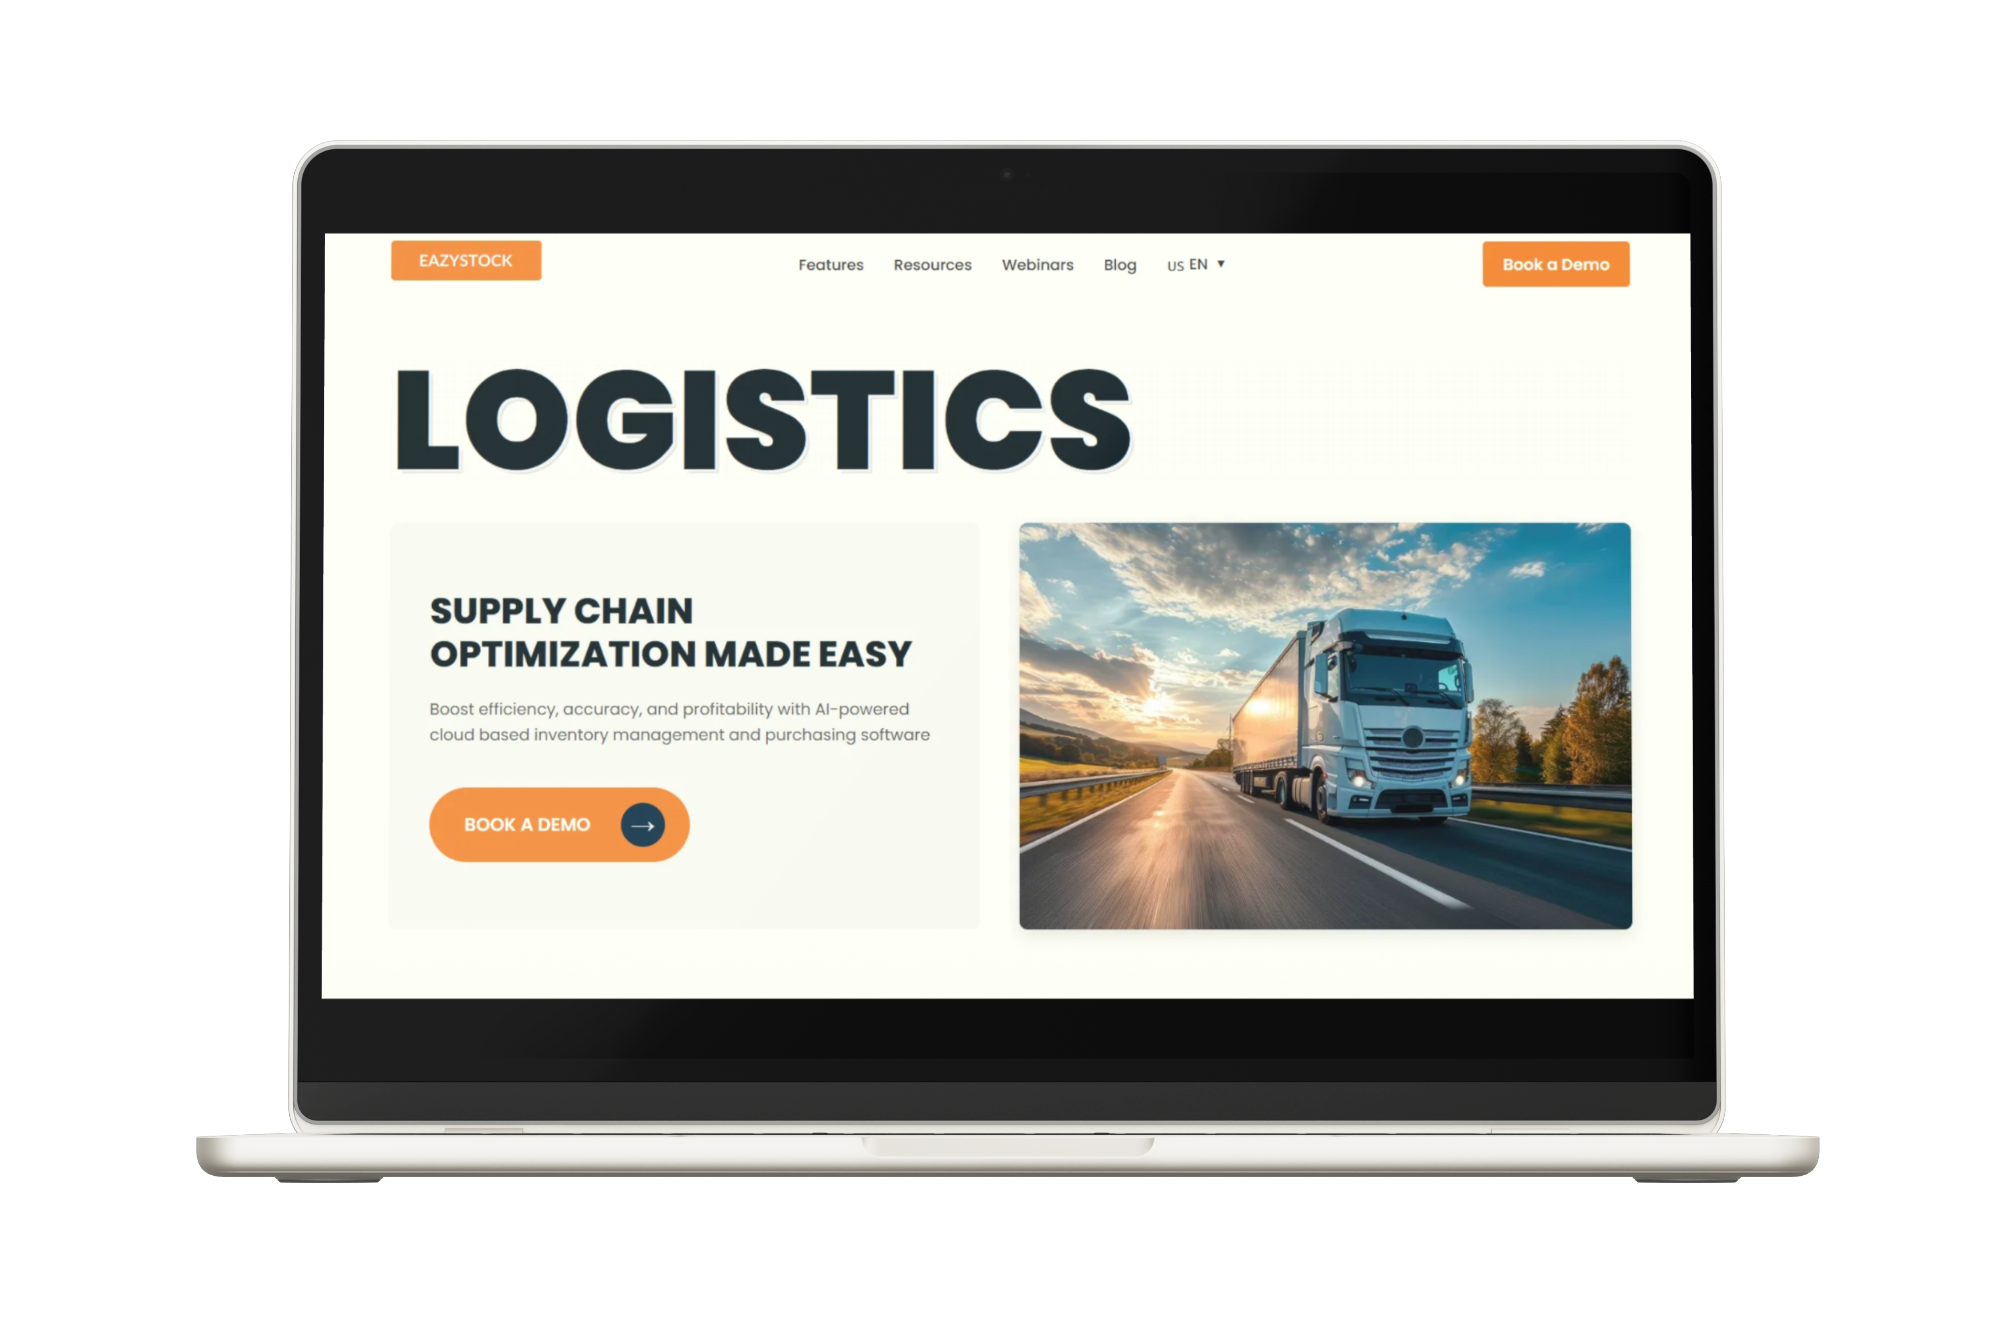 EAZYSTOCK
Features Resources Webinars Blog US EN ▼
Book a Demo
LOGISTICS
SUPPLY CHAIN
OPTIMIZATION MADE EASY
Boost efficiency, accuracy, and profitability with AI-powered
cloud based inventory management and purchasing software
BOOK A DEMO →